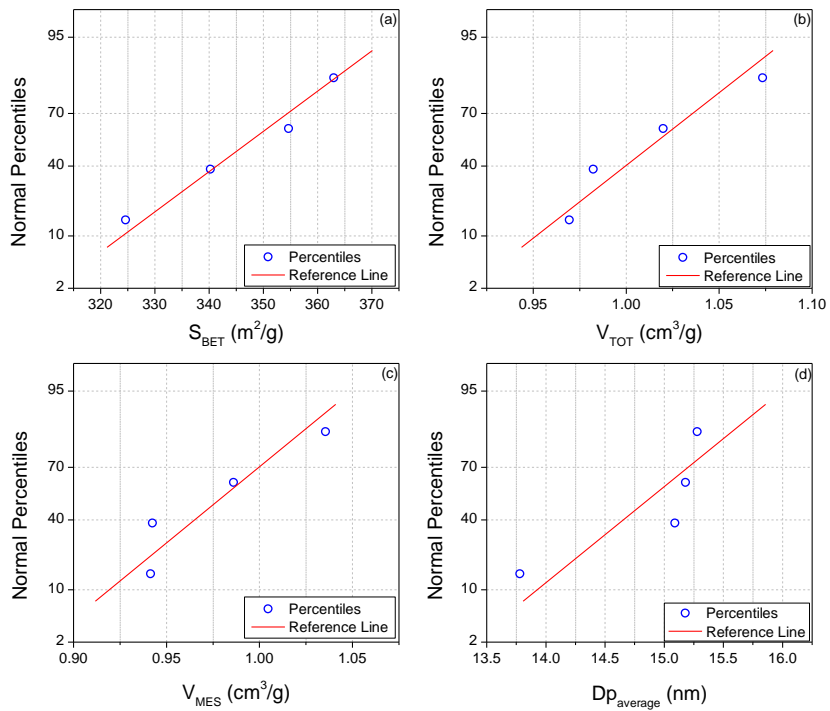 (a)
Normal Percentiles
95
70
40
10
2
Percentiles
Reference Line
320 330 340 350 360 370
S_BET (m²/g)
(b)
Normal Percentiles
95
70
40
10
2
Percentiles
Reference Line
0.95 1.00 1.05 1.10
V_TOT (cm³/g)
(c)
Normal Percentiles
95
70
40
10
2
Percentiles
Reference Line
0.90 0.95 1.00 1.05
V_MES (cm³/g)
(d)
Normal Percentiles
95
70
40
10
2
Percentiles
Reference Line
13.5 14.0 14.5 15.0 15.5 16.0
Dp_average (nm)